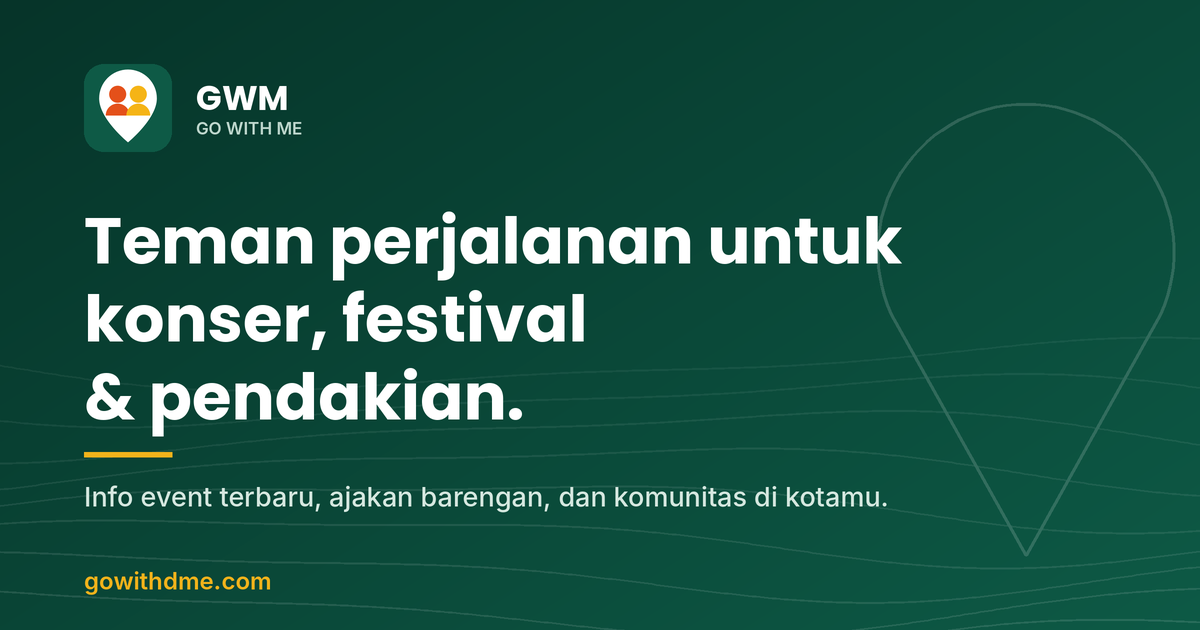 GWM
GO WITH ME
Teman perjalanan untuk
konser, festival
& pendakian.
Info event terbaru, ajakan barengan, dan komunitas di kotamu.
gowithdme.com